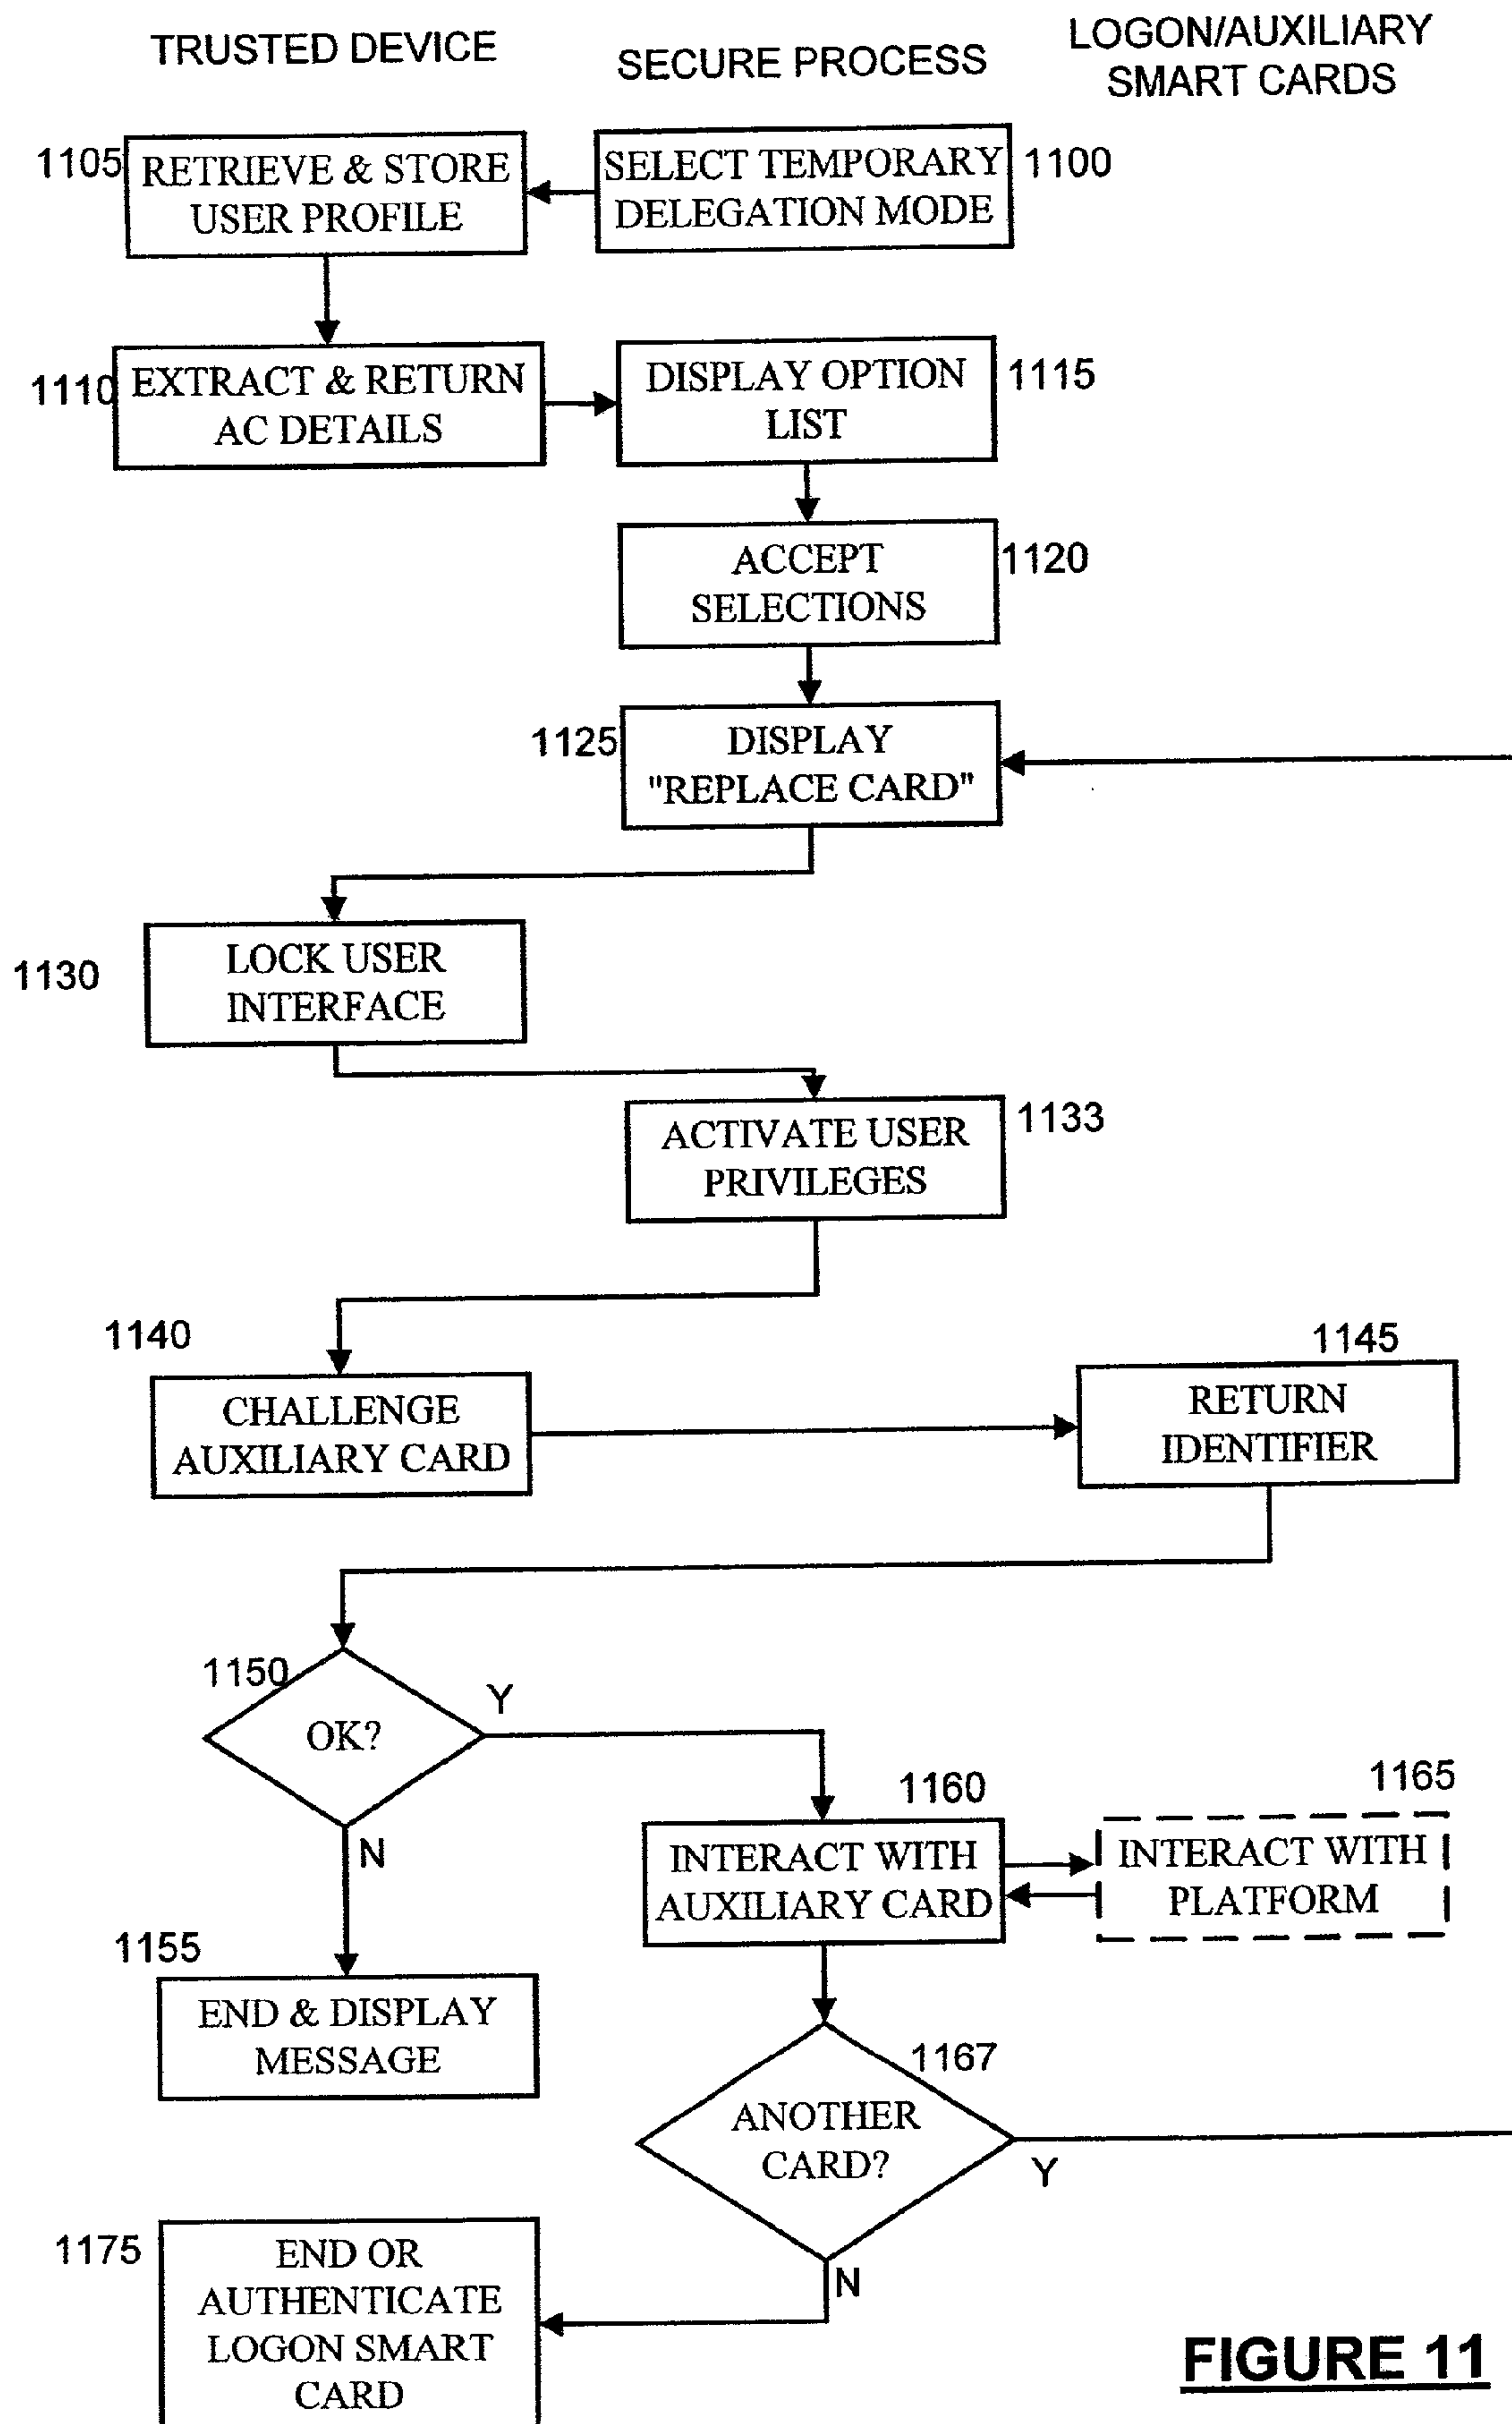 TRUSTED DEVICE
SECURE PROCESS
LOGON/AUXILIARY
SMART CARDS
1105
RETRIEVE & STORE
USER PROFILE
SELECT TEMPORARY
DELEGATION MODE
1100
1110
EXTRACT & RETURN
AC DETAILS
DISPLAY OPTION
LIST
1115
ACCEPT
SELECTIONS
1120
1125
DISPLAY
"REPLACE CARD"
1130
LOCK USER
INTERFACE
ACTIVATE USER
PRIVILEGES
1133
1140
CHALLENGE
AUXILIARY CARD
1145
RETURN
IDENTIFIER
1150
OK?
Y
N
1155
END & DISPLAY
MESSAGE
1160
INTERACT WITH
AUXILIARY CARD
1165
INTERACT WITH
PLATFORM
1167
ANOTHER
CARD?
Y
N
1175
END OR
AUTHENTICATE
LOGON SMART
CARD
FIGURE 11